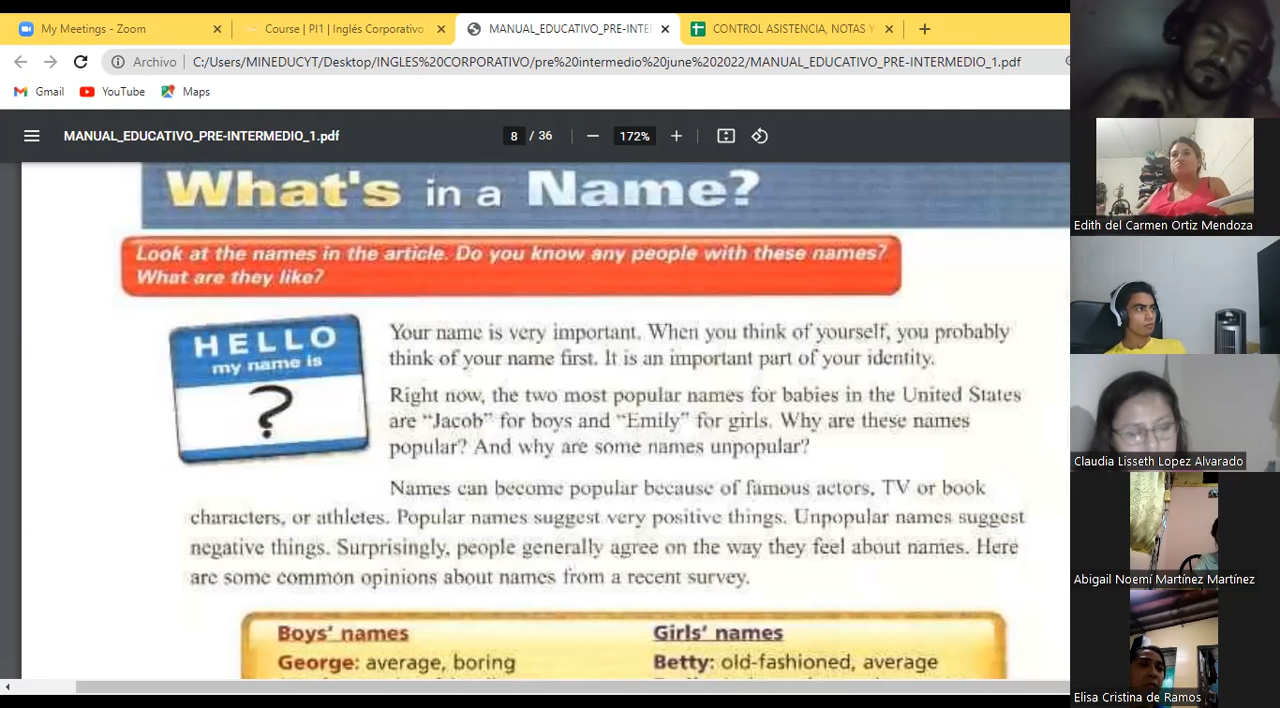 My Meetings - Zoom
Course | PI1 | Inglés Corporativo
MANUAL_EDUCATIVO_PRE-INTE
CONTROL ASISTENCIA, NOTAS Y
Archivo
C:/Users/MINEDUCYT/Desktop/INGLES%20CORPORATIVO/pre%20intermedio%20june%202022/MANUAL_EDUCATIVO_PRE-INTERMEDIO_1.pdf
Gmail
YouTube
Maps
MANUAL_EDUCATIVO_PRE-INTERMEDIO_1.pdf
8 / 36
172%
What's in a Name?
Look at the names in the article. Do you know any people with these names?
What are they like?
HELLO
my name is
?
Your name is very important. When you think of yourself, you probably
think of your name first. It is an important part of your identity.
Right now, the two most popular names for babies in the United States
are “Jacob” for boys and “Emily” for girls. Why are these names
popular? And why are some names unpopular?
Names can become popular because of famous actors, TV or book
characters, or athletes. Popular names suggest very positive things. Unpopular names suggest
negative things. Surprisingly, people generally agree on the way they feel about names. Here
are some common opinions about names from a recent survey.
Boys' names
George: average, boring
Girls' names
Betty: old-fashioned, average
Edith del Carmen Ortiz Mendoza
Claudia Lisseth Lopez Alvarado
Abigail Noemí Martínez Martínez
Elisa Cristina de Ramos